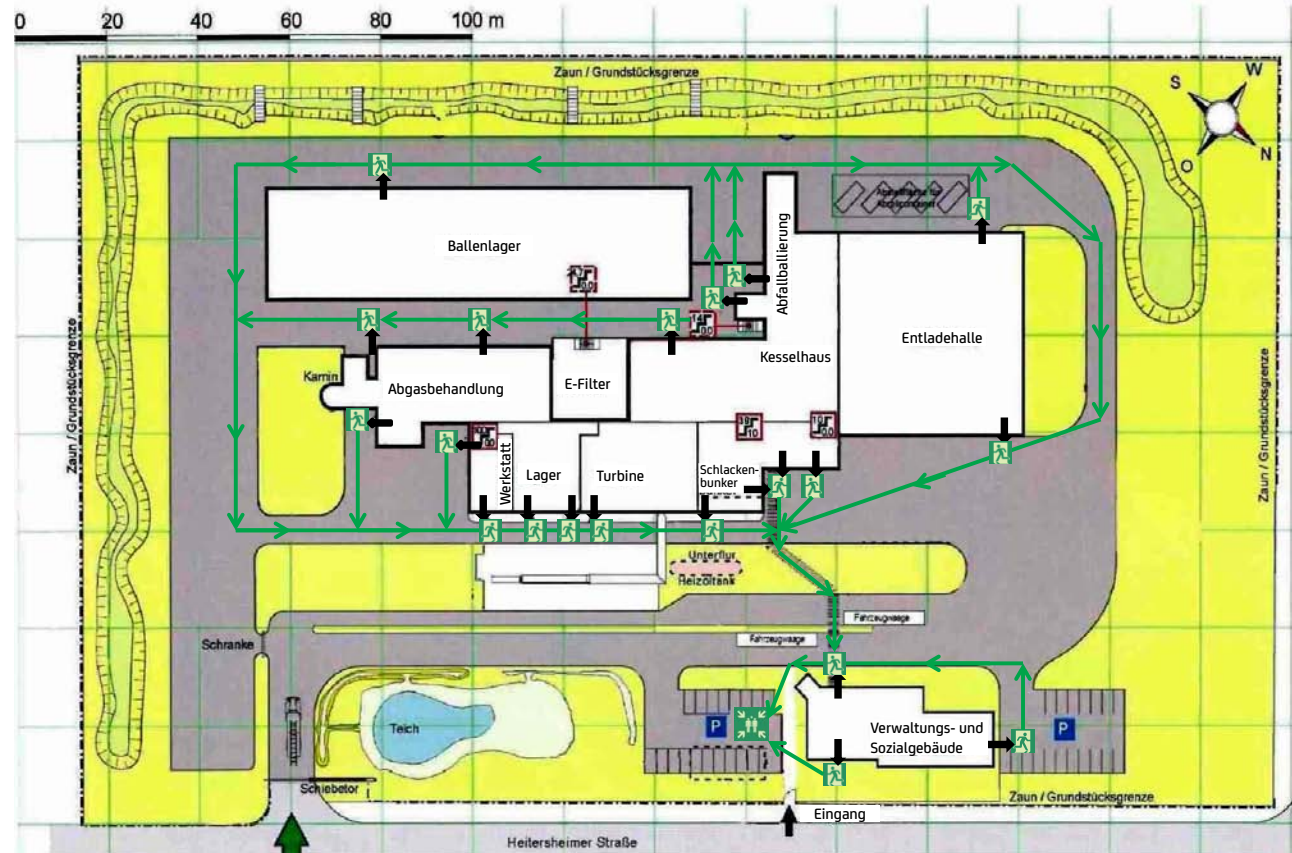 0 20 40 60 80 100 m
Zaun / Grundstücksgrenze
S
W
O
N
Ballenlager
Abfallballierung
Entladehalle
Kesselhaus
E-Filter
Abgasbehandlung
Kamin
Zaun / Grundstücksgrenze
Zaun / Grundstücksgrenze
Werkstatt
Lager
Turbine
Schlacken-
bunker
Unterflur
Heizöltank
Fahrzeugwaage
Fahrzeugwaage
Schranke
Teich
P
P
Verwaltungs- und
Sozialgebäude
Schiebetor
Zaun / Grundstücksgrenze
Eingang
Heitersheimer Straße